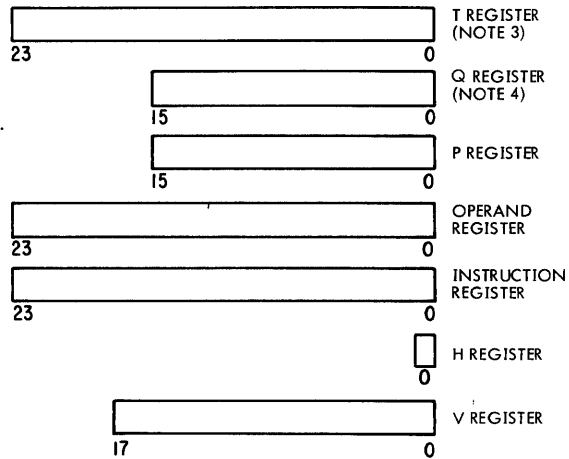 T REGISTER
(NOTE 3)
23 0
Q REGISTER
(NOTE 4)
15 0
P REGISTER
15 0
OPERAND
REGISTER
23 0
INSTRUCTION
REGISTER
23 0
H REGISTER
0
V REGISTER
17 0